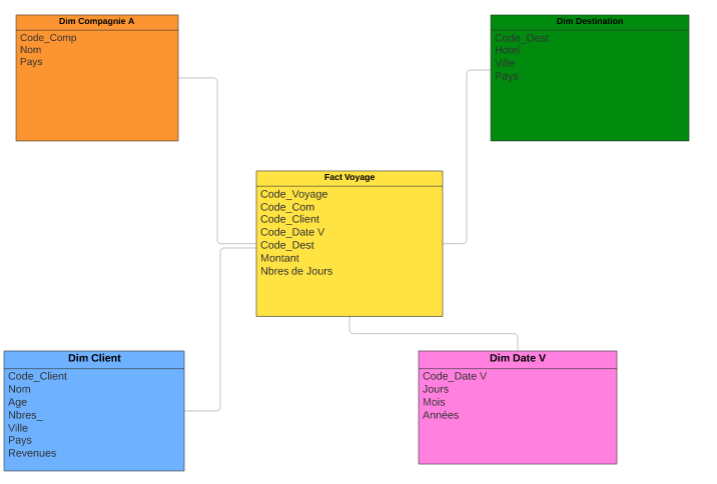 Dim Compagnie A
Code_Comp
Nom
Pays
Dim Destination
Code_Dest
Hotel
Ville
Pays
Fact Voyage
Code_Voyage
Code_Com
Code_Client
Code_Date V
Code_Dest
Montant
Nbres de Jours
Dim Client
Code_Client
Nom
Age
Nbres_
Ville
Pays
Revenues
Dim Date V
Code_Date V
Jours
Mois
Années